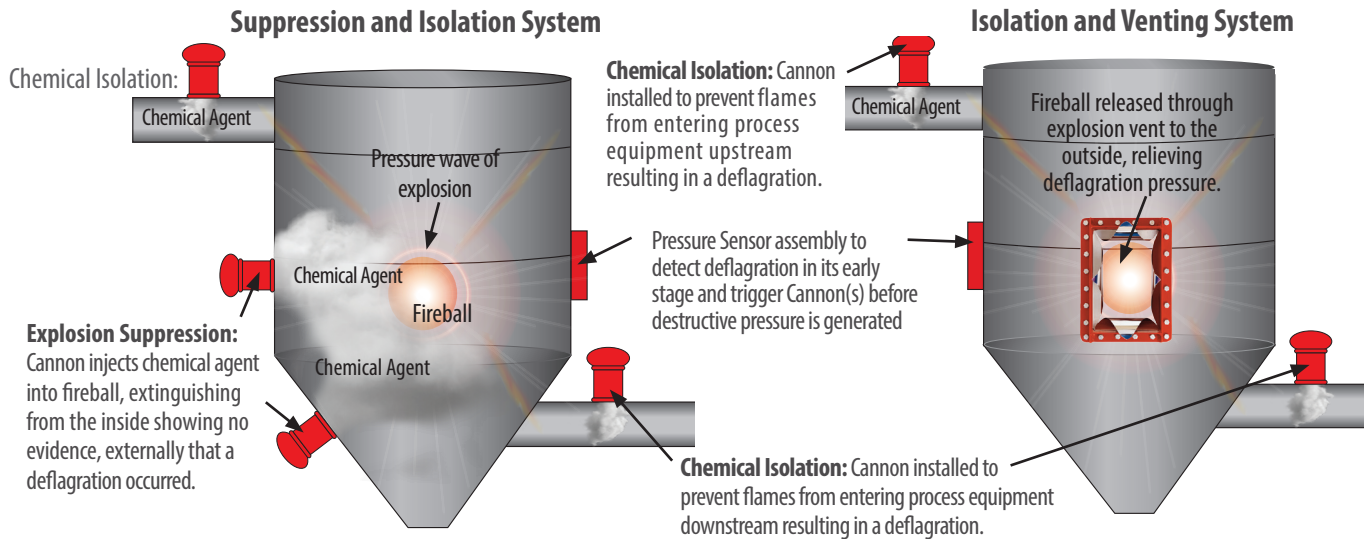 Suppression and Isolation System
Chemical Isolation:
Chemical Agent
Pressure wave of
explosion
Chemical Agent
Fireball
Chemical Agent
Explosion Suppression:
Cannon injects chemical agent
into fireball, extinguishing
from the inside showing no
evidence, externally that a
deflagration occurred.
Chemical Isolation: Cannon
installed to prevent flames
from entering process
equipment upstream
resulting in a deflagration.
Pressure Sensor assembly to
detect deflagration in its early
stage and trigger Cannon(s) before
destructive pressure is generated
Chemical Isolation: Cannon installed to
prevent flames from entering process equipment
downstream resulting in a deflagration.
Isolation and Venting System
Chemical Agent
Fireball released through
explosion vent to the
outside, relieving
deflagration pressure.